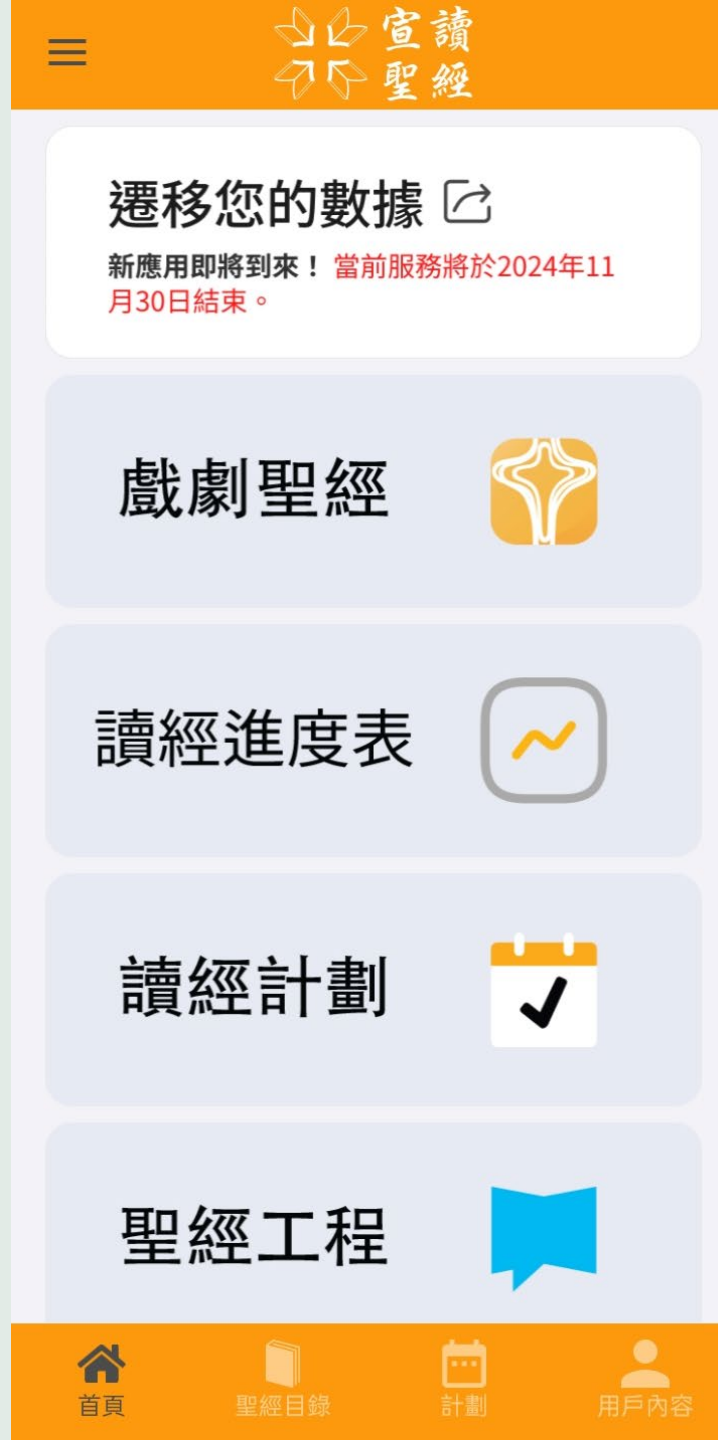 宣讀
聖經
遷移您的數據
新應用即將到來！ 當前服務將於2024年11
月30日結束。
戲劇聖經
讀經進度表
讀經計劃
聖經工程
首頁
聖經目錄
計劃
用戶內容